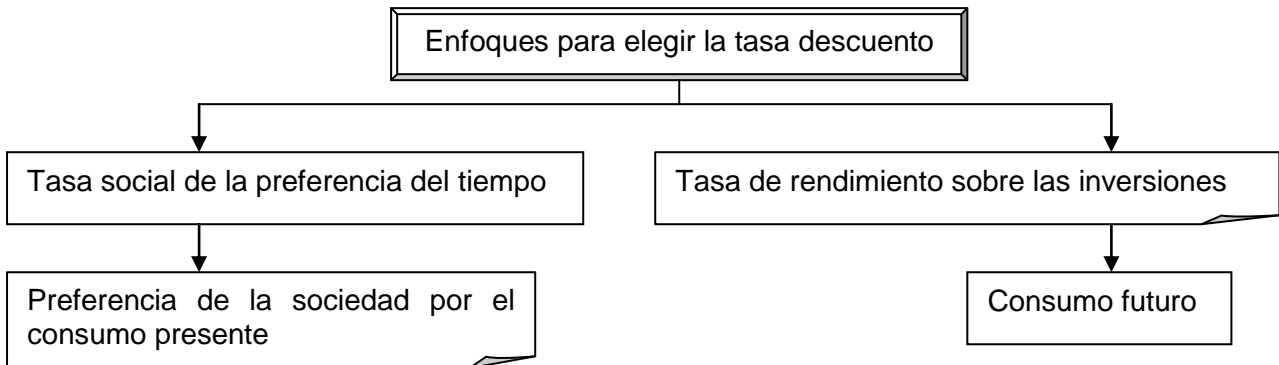 Enfoques para elegir la tasa descuento
Tasa social de la preferencia del tiempo
Tasa de rendimiento sobre las inversiones
Preferencia de la sociedad por el
consumo presente
Consumo futuro